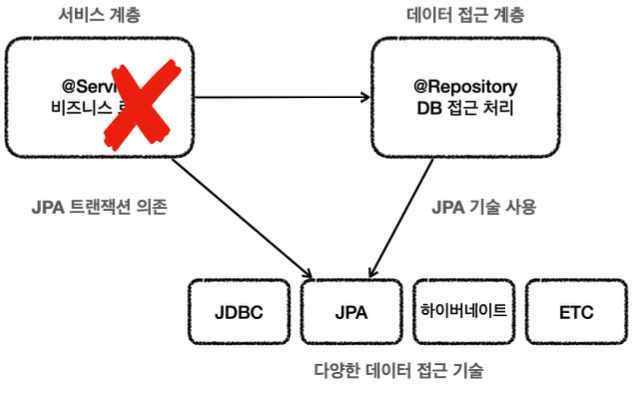 서비스 계층
데이터 접근 계층
@Servi
비즈니스
@Repository
DB 접근 처리
JPA 트랜잭션 의존
JPA 기술 사용
JDBC
JPA
하이버네이트
ETC
다양한 데이터 접근 기술